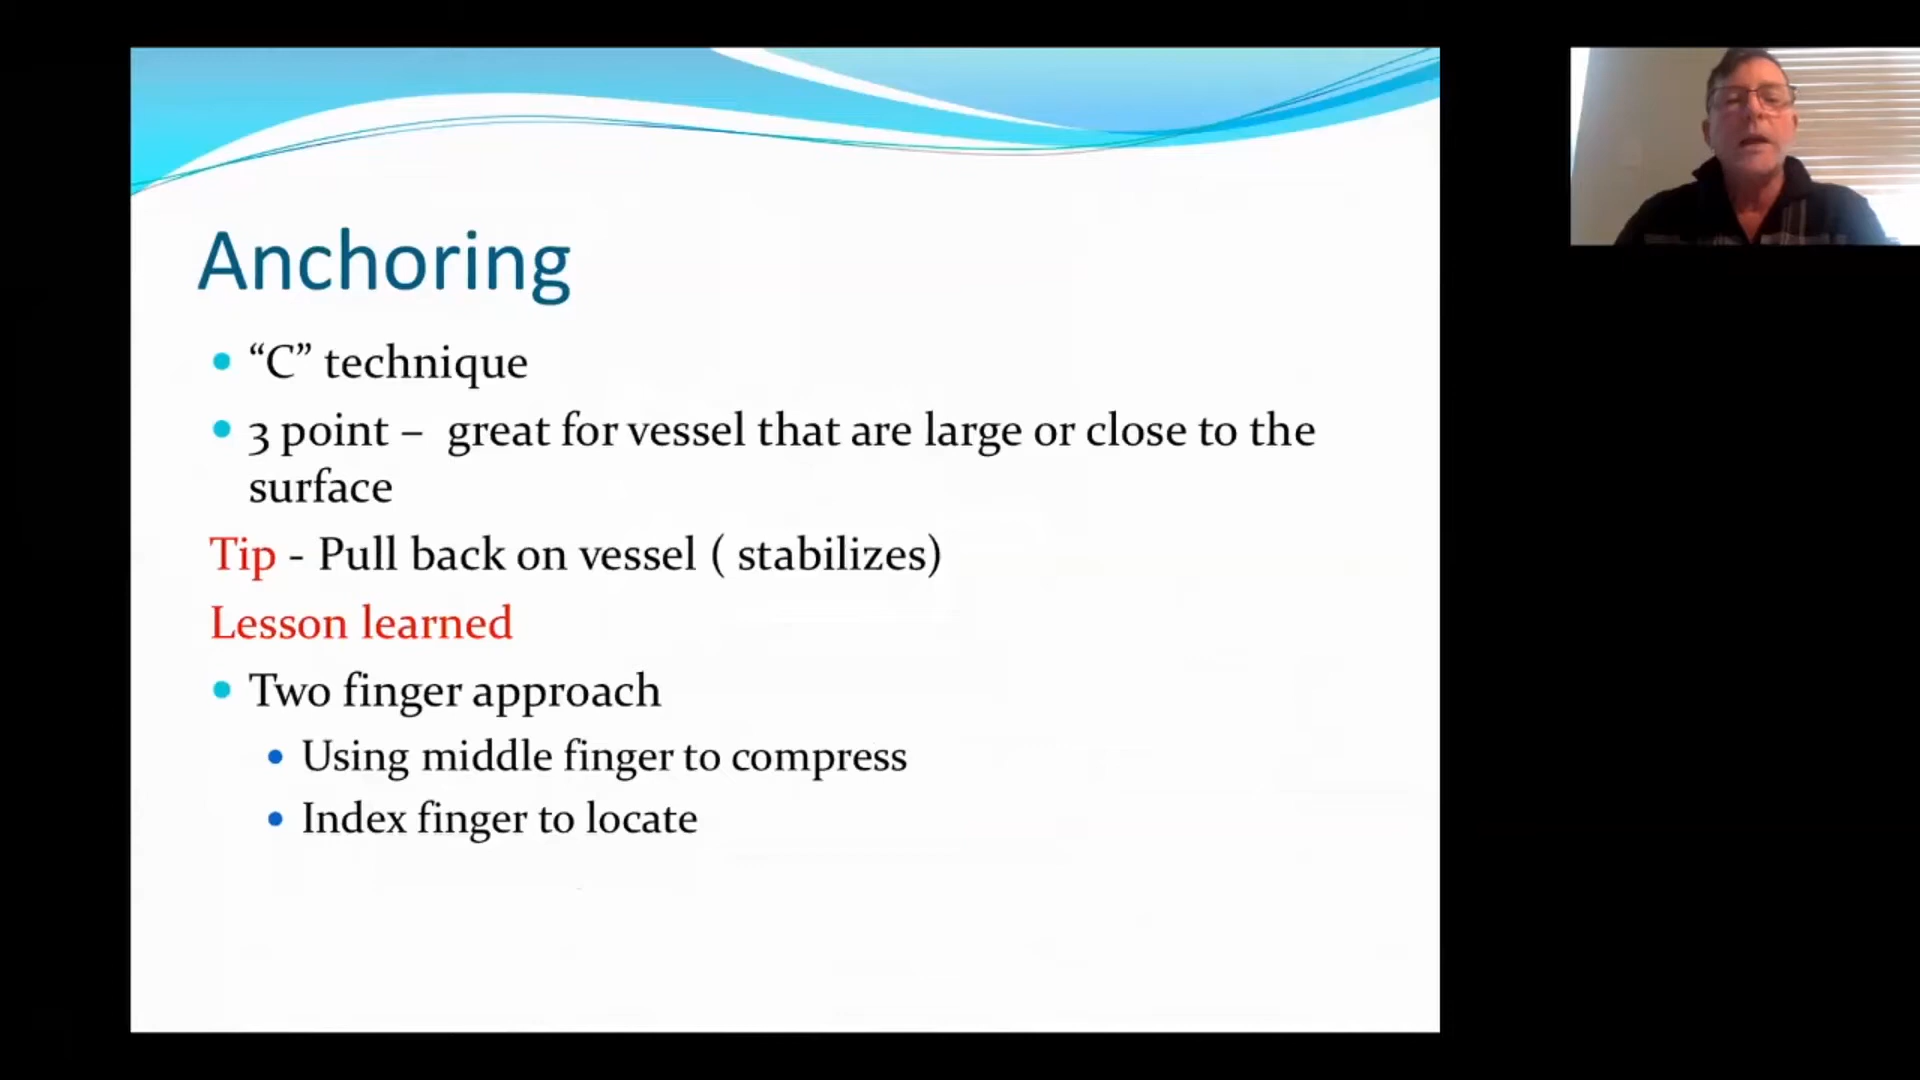 Anchoring
• “C” technique
• 3 point – great for vessel that are large or close to the
surface
Tip - Pull back on vessel ( stabilizes)
Lesson learned
• Two finger approach
• Using middle finger to compress
• Index finger to locate